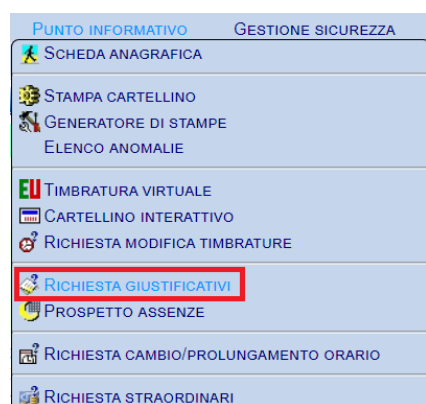 PUNTO INFORMATIVO GESTIONE SICUREZZA
SCHEDA ANAGRAFICA
STAMPA CARTELLINO
GENERATORE DI STAMPE
ELENCO ANOMALIE
EU TIMBRATURA VIRTUALE
CARTELLINO INTERATTIVO
RICHIESTA MODIFICA TIMBRATURE
RICHIESTA GIUSTIFICATIVI
PROSPETTO ASSENZE
RICHIESTA CAMBIO/PROLUNGAMENTO ORARIO
RICHIESTA STRAORDINARI